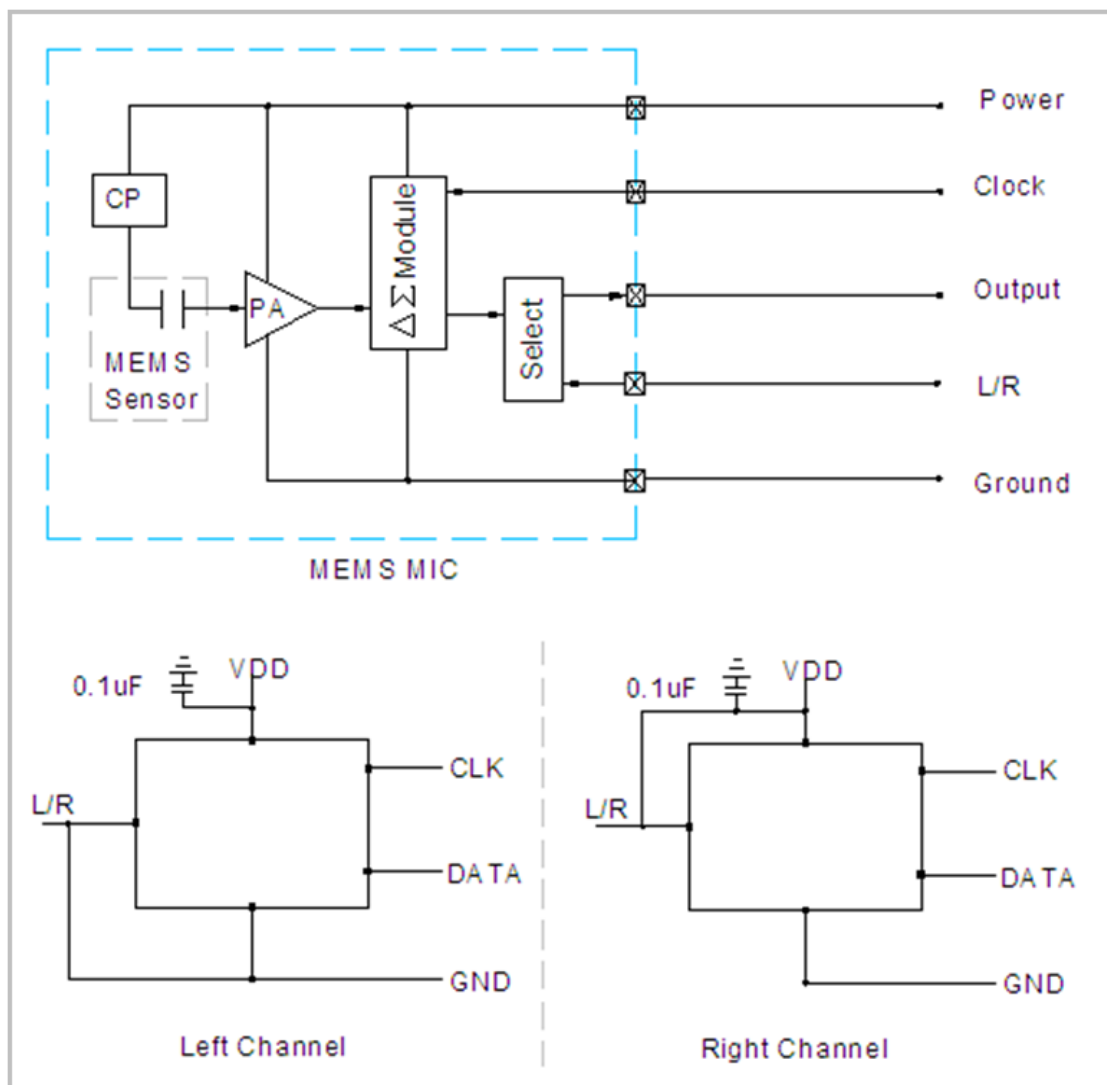 Power
CP
Clock
ΔΣ Module
PA
Select
Output
MEMS
Sensor
L/R
Ground
MEMS MIC
0.1uF
VDD
CLK
L/R
DATA
GND
Left Channel
0.1uF
VDD
CLK
L/R
DATA
GND
Right Channel